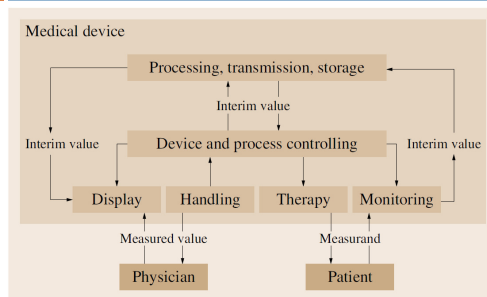 Medical device
Processing, transmission, storage
Interim value
Interim value
Device and process controlling
Interim value
Display
Handling
Therapy
Monitoring
Measured value
Measurand
Physician
Patient